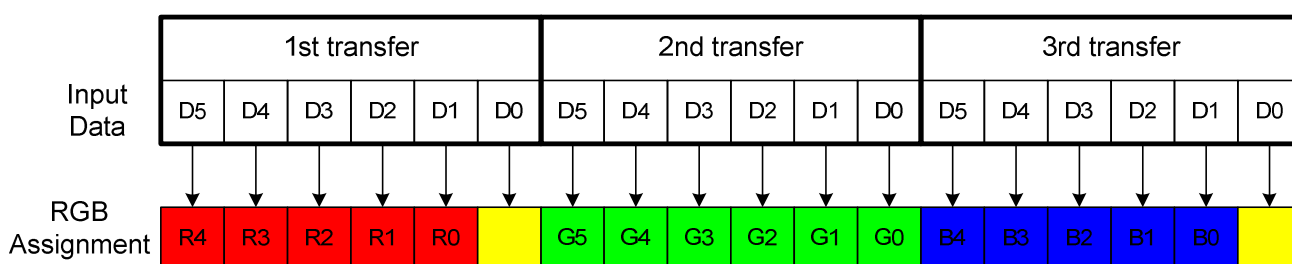 1st transfer 2nd transfer 3rd transfer
Input
Data
D5 D4 D3 D2 D1 D0 D5 D4 D3 D2 D1 D0 D5 D4 D3 D2 D1 D0
RGB
Assignment
R4 R3 R2 R1 R0 G5 G4 G3 G2 G1 G0 B4 B3 B2 B1 B0